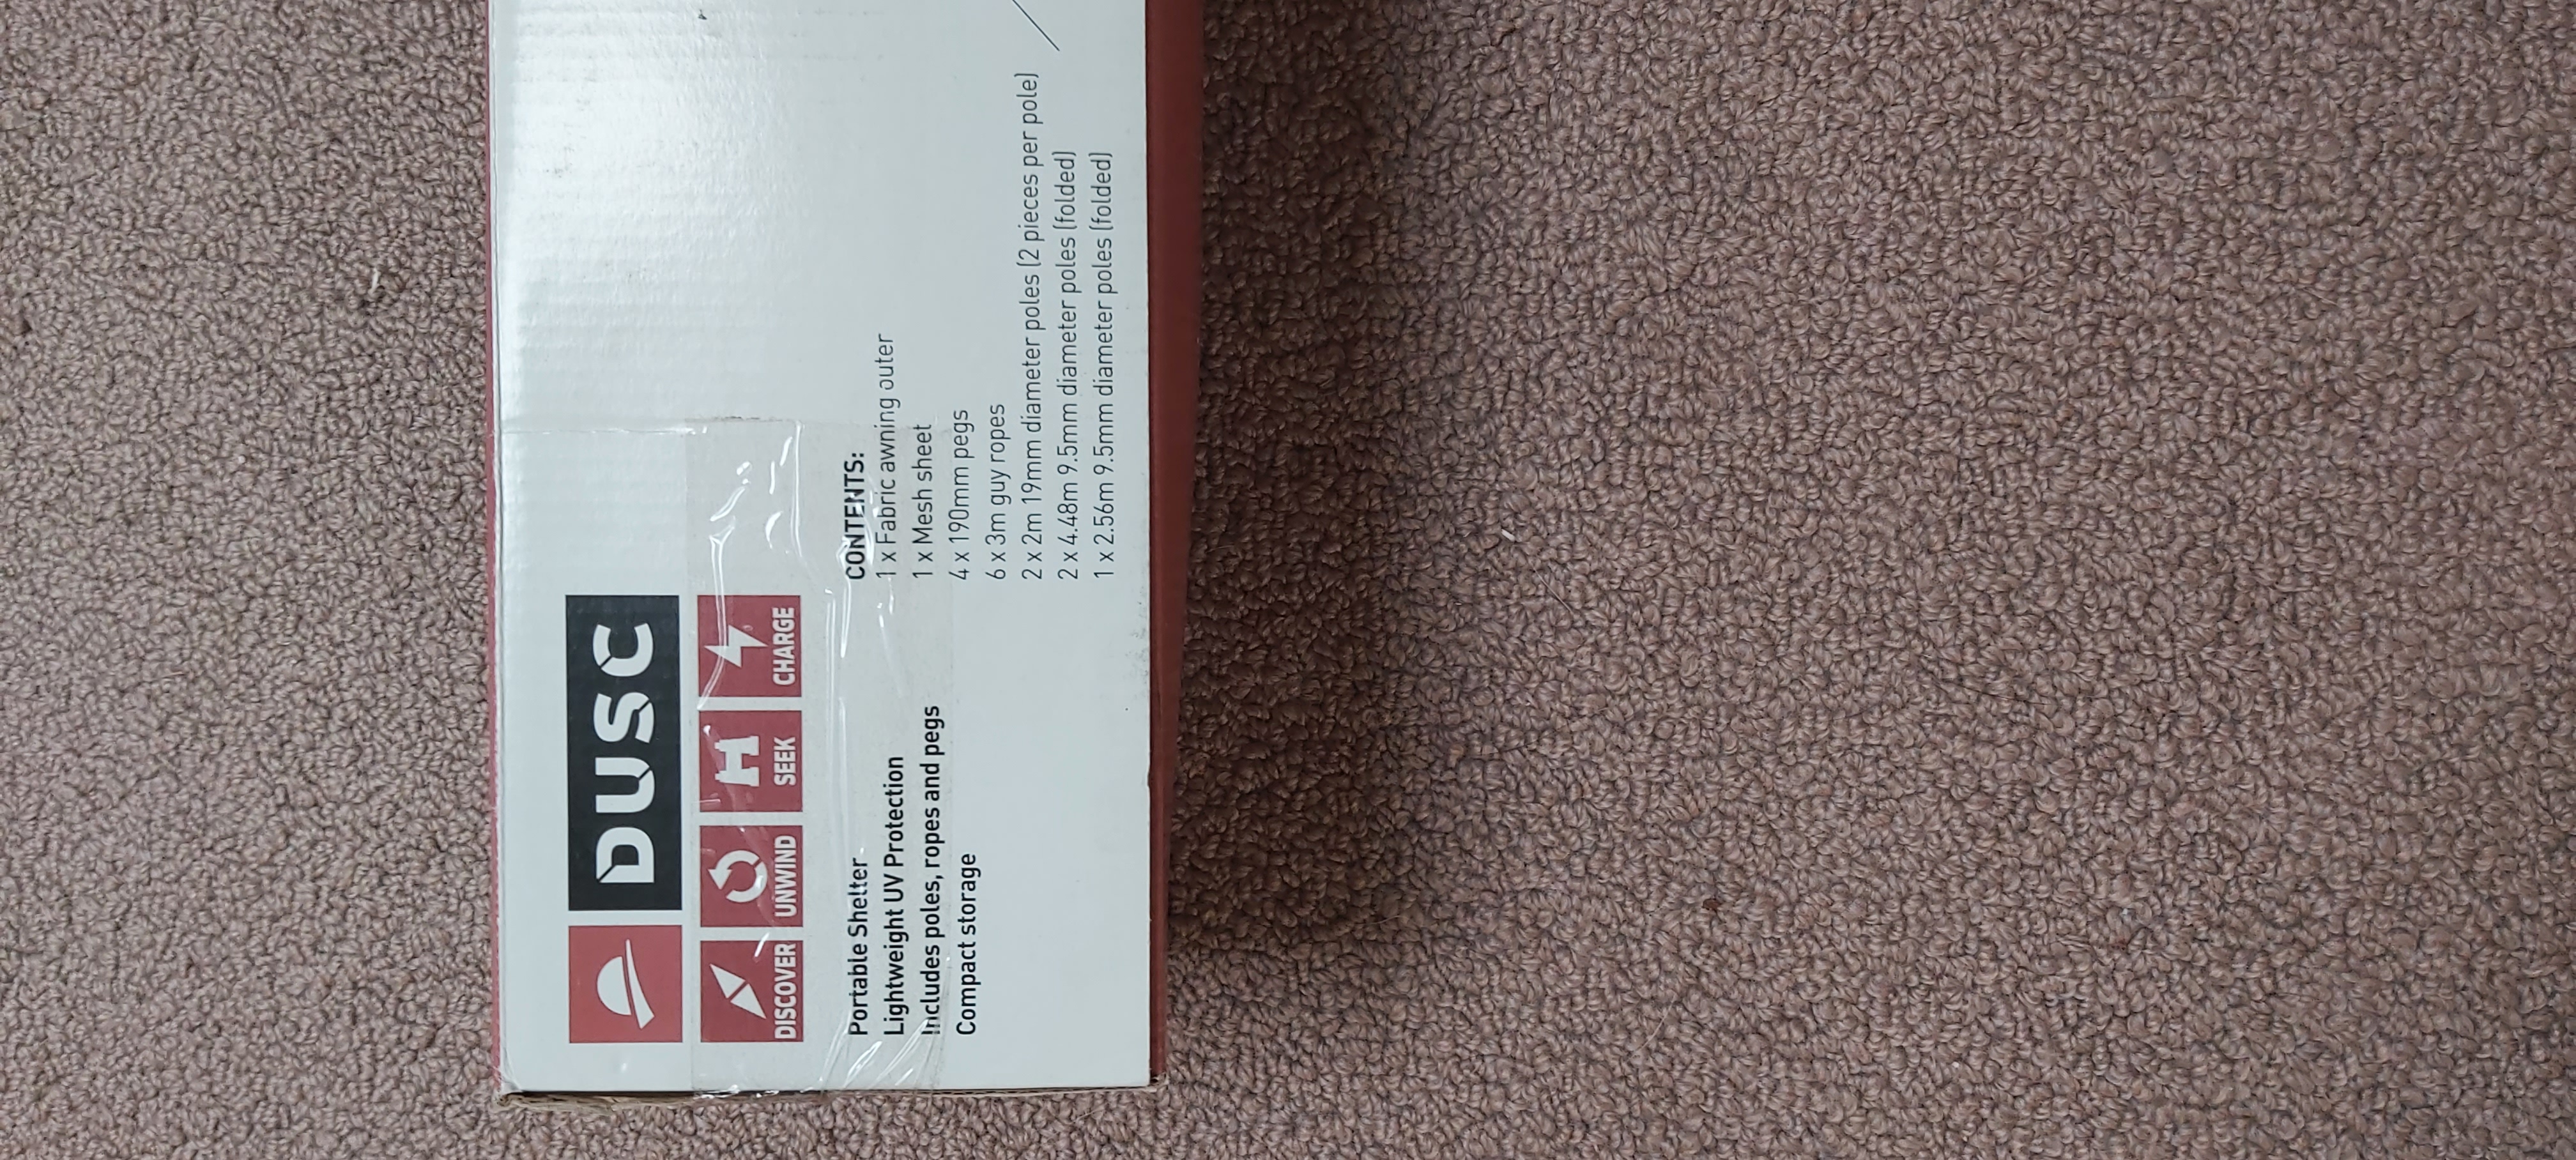 DUSC
DISCOVER UNWIND SEEK CHARGE
Portable Shelter
Lightweight UV Protection
Includes poles, ropes and pegs
Compact storage
CONTENTS:
1 x Fabric awning outer
1 x Mesh sheet
4 x 190mm pegs
6 x 3m guy ropes
2 x 2m 19mm diameter poles (2 pieces per pole)
2 x 4.48m 9.5mm diameter poles (folded)
1 x 2.56m 9.5mm diameter poles (folded)